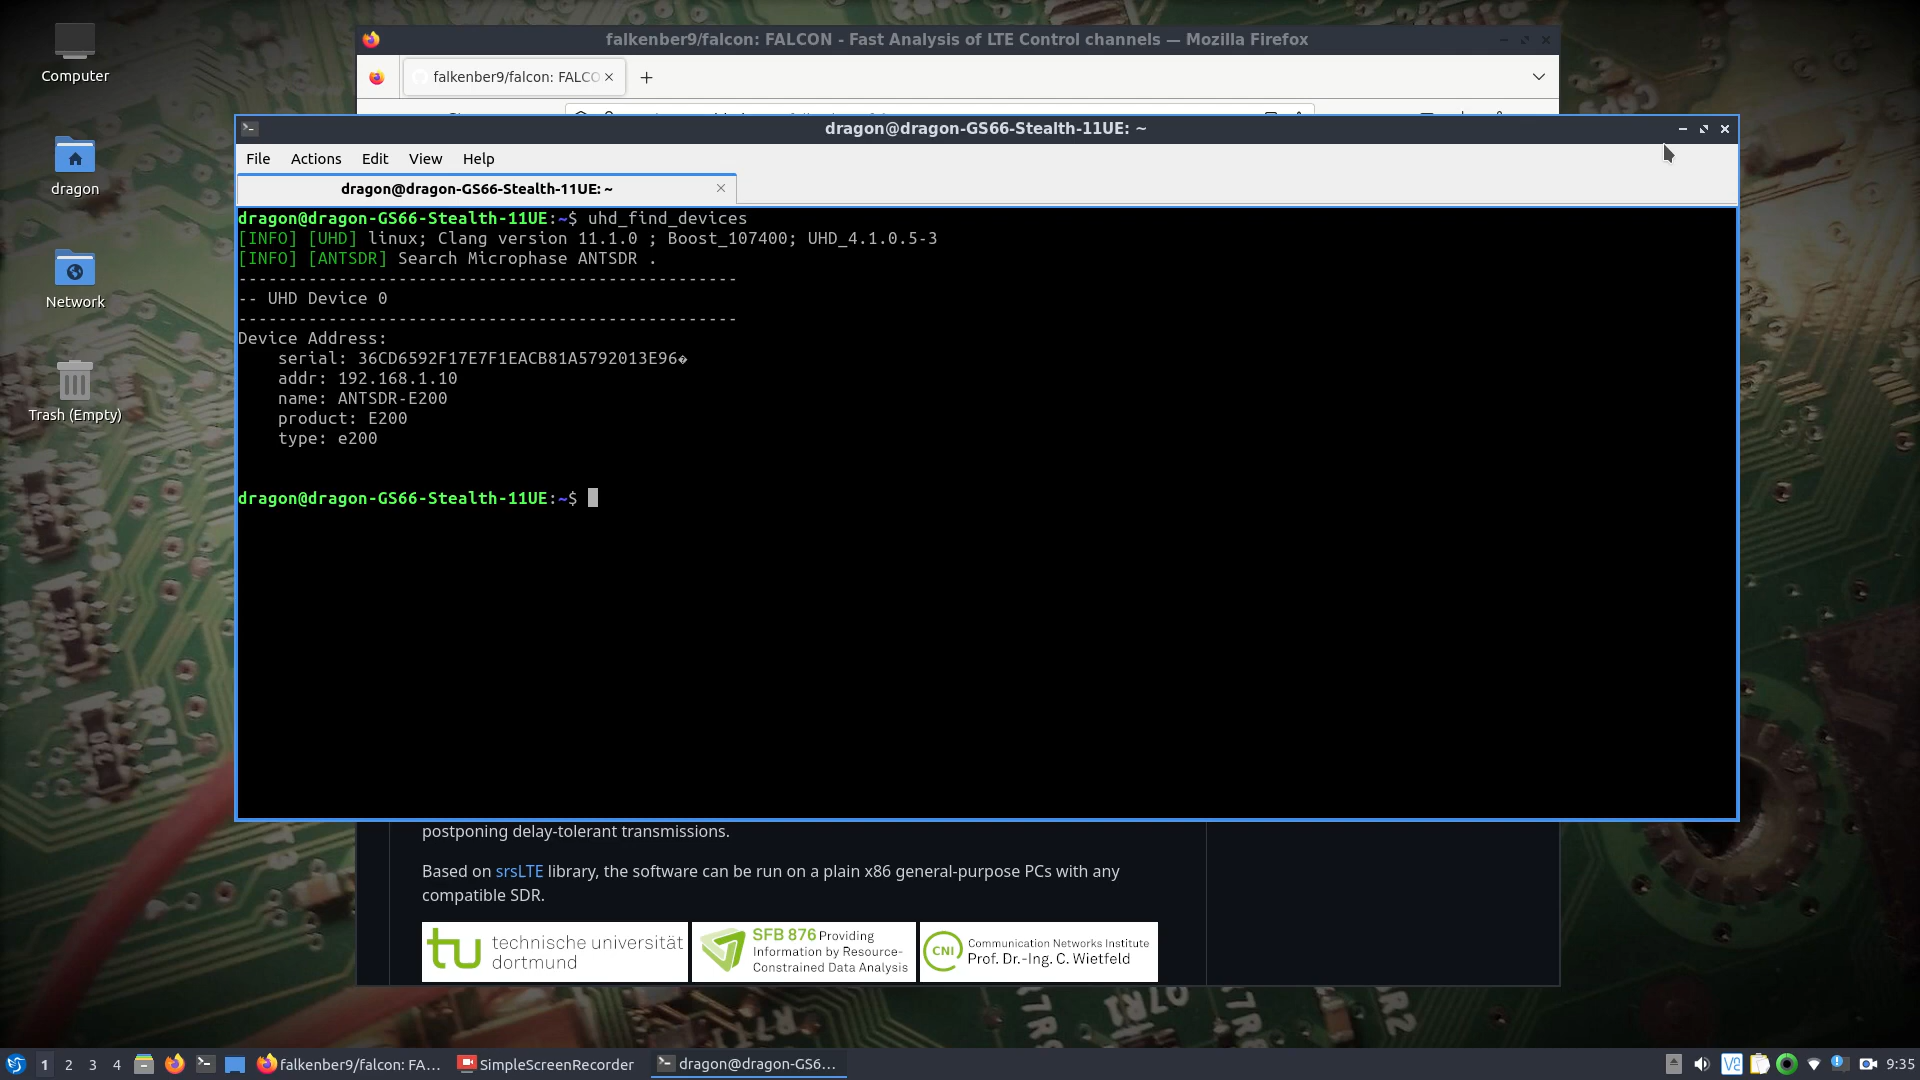 Computer
dragon
Network
Trash (Empty)
falkenber9/falcon: FALCON - Fast Analysis of LTE Control channels — Mozilla Firefox
falkenber9/falcon: FALCO
dragon@dragon-GS66-Stealth-11UE: ~
File Actions Edit View Help
dragon@dragon-GS66-Stealth-11UE: ~
dragon@dragon-GS66-Stealth-11UE:~$ uhd_find_devices
[INFO] [UHD] linux; Clang version 11.1.0 ; Boost_107400; UHD_4.1.0.5-3
[INFO] [ANTSDR] Search Microphase ANTSDR .
--------------------------------------------------
-- UHD Device 0
--------------------------------------------------
Device Address:
serial: 36CD6592F17E7F1EACB81A5792013E96�
addr: 192.168.1.10
name: ANTSDR-E200
product: E200
type: e200
dragon@dragon-GS66-Stealth-11UE:~$
postponing delay-tolerant transmissions.
Based on srsLTE library, the software can be run on a plain x86 general-purpose PCs with any
compatible SDR.
tu technische universität
dortmund
SFB 876 Providing
Information by Resource-
Constrained Data Analysis
CNI Communication Networks Institute
Prof. Dr.-Ing. C. Wietfeld
1 2 3 4 falkenber9/falcon: FA... SimpleScreenRecorder dragon@dragon-GS6... 9:35